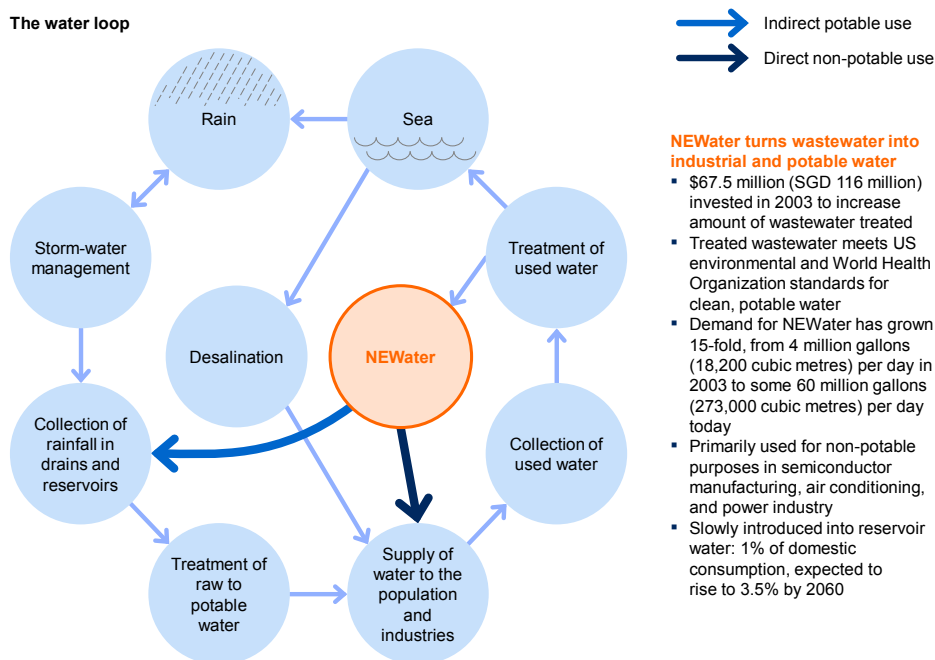 The water loop
Indirect potable use
Direct non-potable use
Rain
Sea
Storm-water
management
Treatment of
used water
Desalination
NEWater
Collection of
rainfall in
drains and
reservoirs
Collection of
used water
Treatment of
raw to
potable
water
Supply of
water to the
population
and
industries
NEWater turns wastewater into
industrial and potable water
▪ $67.5 million (SGD 116 million)
invested in 2003 to increase
amount of wastewater treated
▪ Treated wastewater meets US
environmental and World Health
Organization standards for
clean, potable water
▪ Demand for NEWater has grown
15-fold, from 4 million gallons
(18,200 cubic metres) per day in
2003 to some 60 million gallons
(273,000 cubic metres) per day
today
▪ Primarily used for non-potable
purposes in semiconductor
manufacturing, air conditioning,
and power industry
▪ Slowly introduced into reservoir
water: 1% of domestic
consumption, expected to
rise to 3.5% by 2060